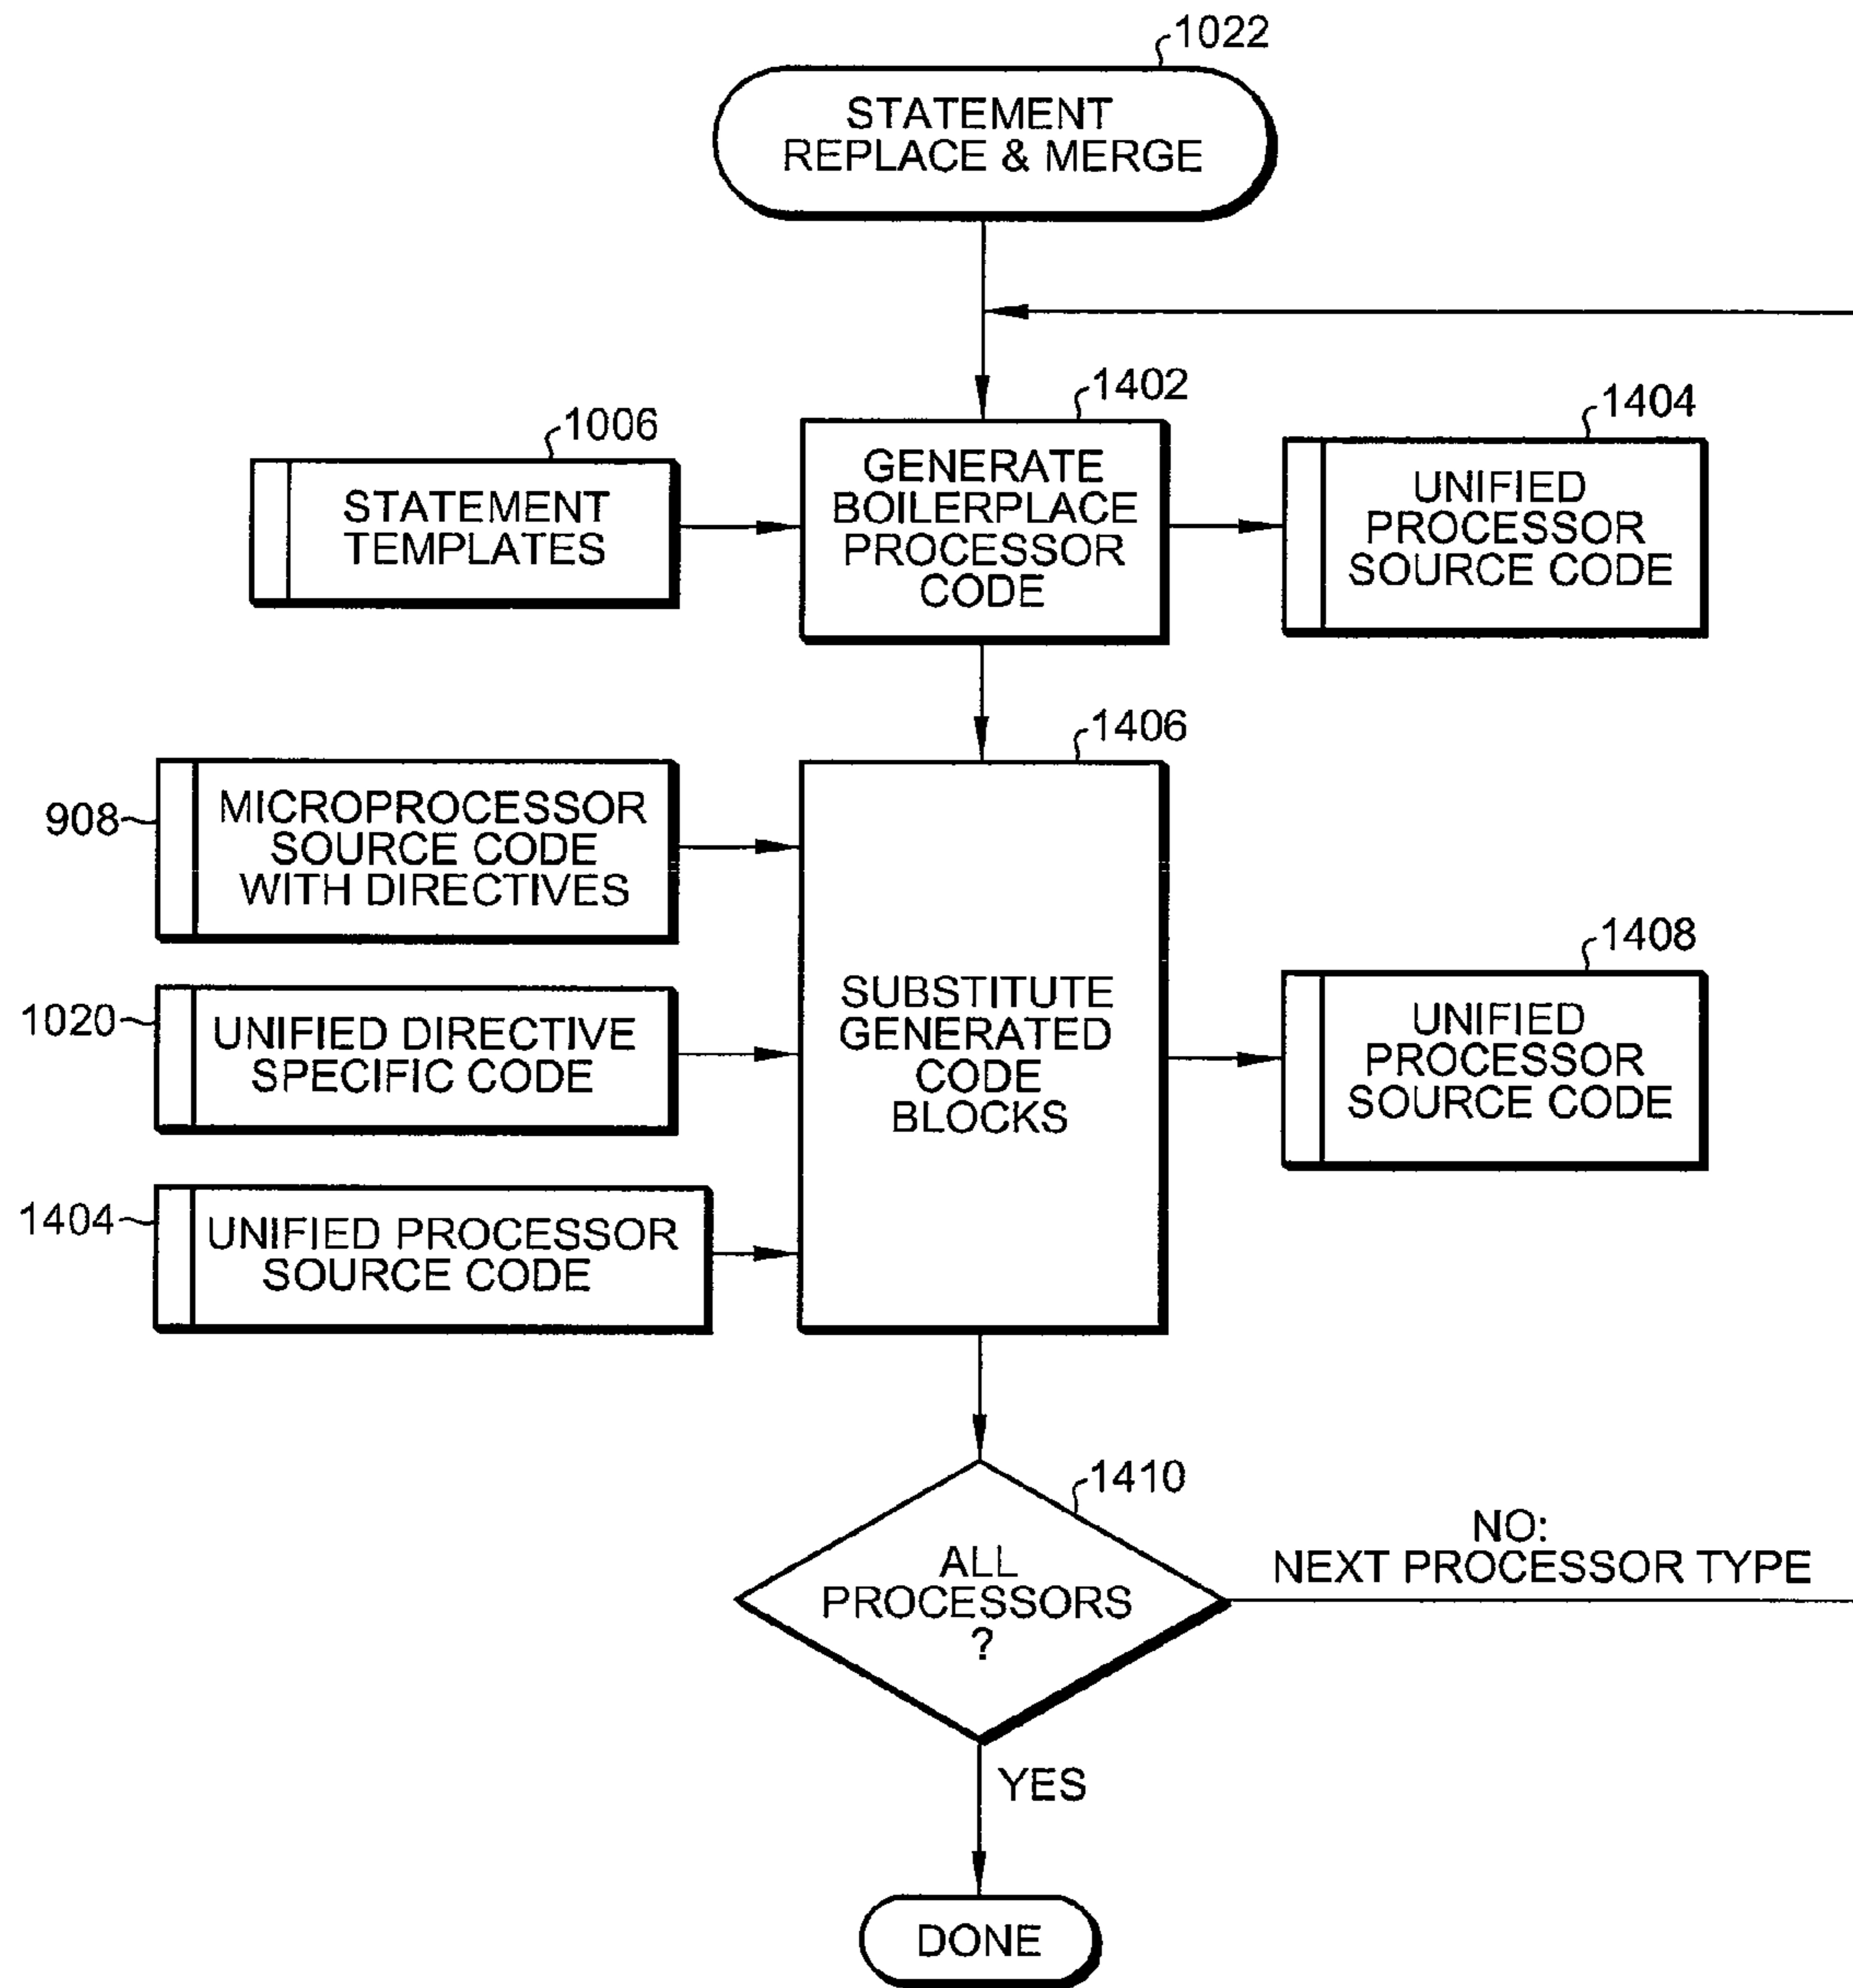 1022
STATEMENT
REPLACE & MERGE
1402
GENERATE
BOILERPLACE
PROCESSOR
CODE
1006
STATEMENT
TEMPLATES
1404
UNIFIED
PROCESSOR
SOURCE CODE
1406
SUBSTITUTE
GENERATED
CODE
BLOCKS
908
MICROPROCESSOR
SOURCE CODE
WITH DIRECTIVES
1020
UNIFIED DIRECTIVE
SPECIFIC CODE
1404
UNIFIED PROCESSOR
SOURCE CODE
1408
UNIFIED
PROCESSOR
SOURCE CODE
1410
ALL
PROCESSORS
?
NO:
NEXT PROCESSOR TYPE
YES
DONE